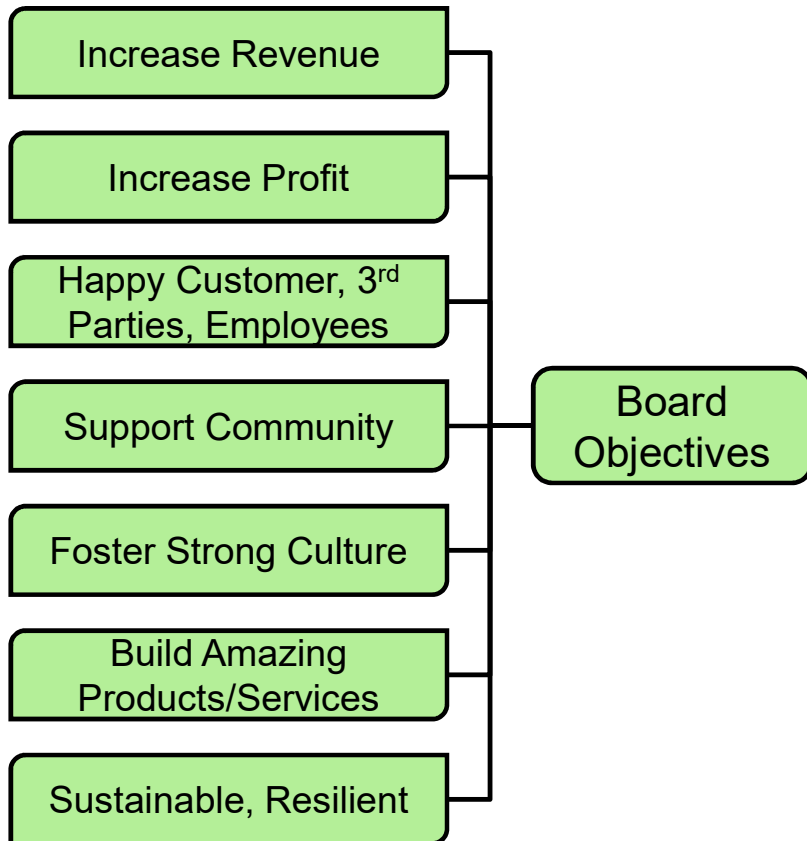 Increase Revenue
Increase Profit
Happy Customer, 3rd
Parties, Employees
Support Community
Board
Objectives
Foster Strong Culture
Build Amazing
Products/Services
Sustainable, Resilient